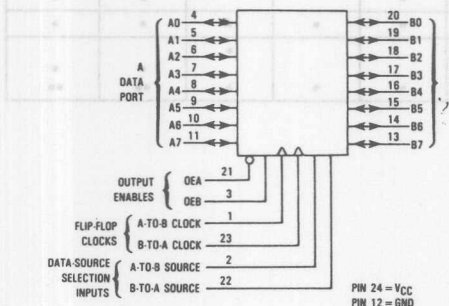 A0 4 20 B0
A1 5 19 B1
A2 6 18 B2
A DATA PORT
A3 7 17 B3
A4 8 16 B4
A5 9 15 B5
A6 10 14 B6
A7 11 13 B7
OUTPUT ENABLES
OEA 21
OEB 3
FLIP-FLOP CLOCKS
A-TO-B CLOCK 1
B-TO-A CLOCK 23
DATA-SOURCE SELECTION INPUTS
A-TO-B SOURCE 2
B-TO-A SOURCE 22
PIN 24 = VCC
PIN 12 = GND